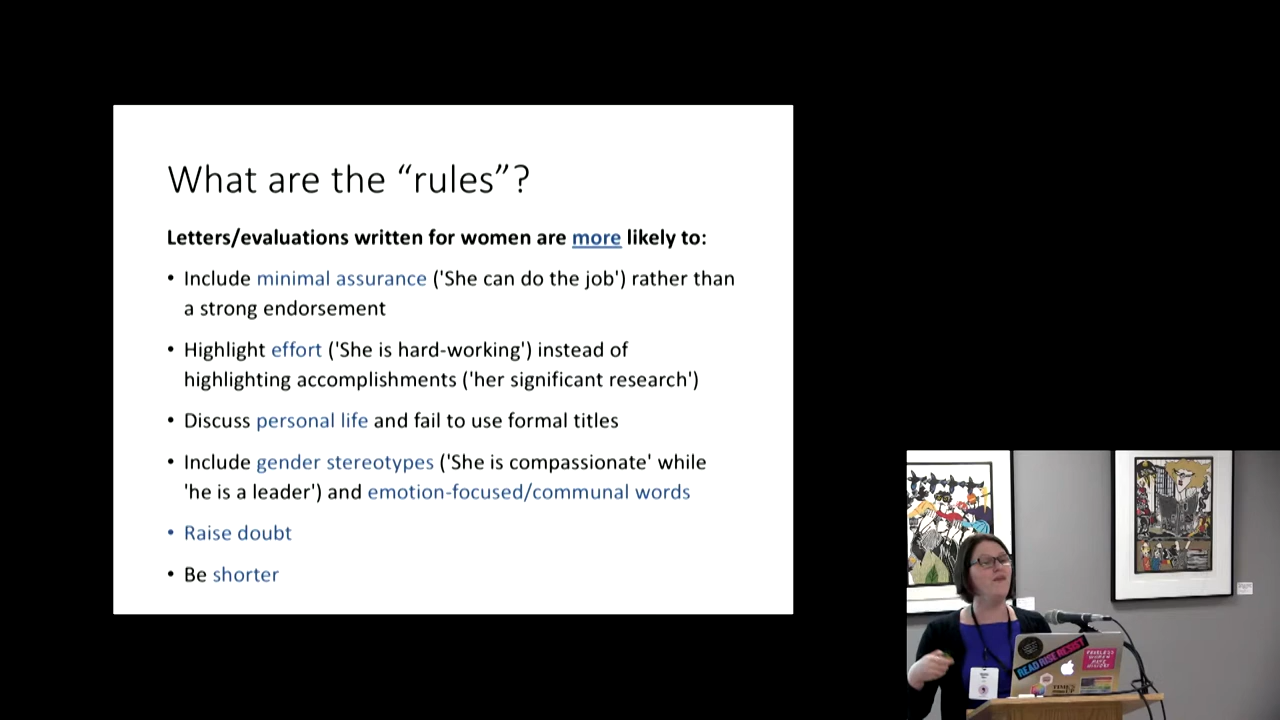 What are the “rules”?
Letters/evaluations written for women are more likely to:
• Include minimal assurance ('She can do the job') rather than
a strong endorsement
• Highlight effort ('She is hard-working') instead of
highlighting accomplishments ('her significant research')
• Discuss personal life and fail to use formal titles
• Include gender stereotypes ('She is compassionate' while
'he is a leader') and emotion-focused/communal words
• Raise doubt
• Be shorter
READ RISE RESIST
TIME'S
UP